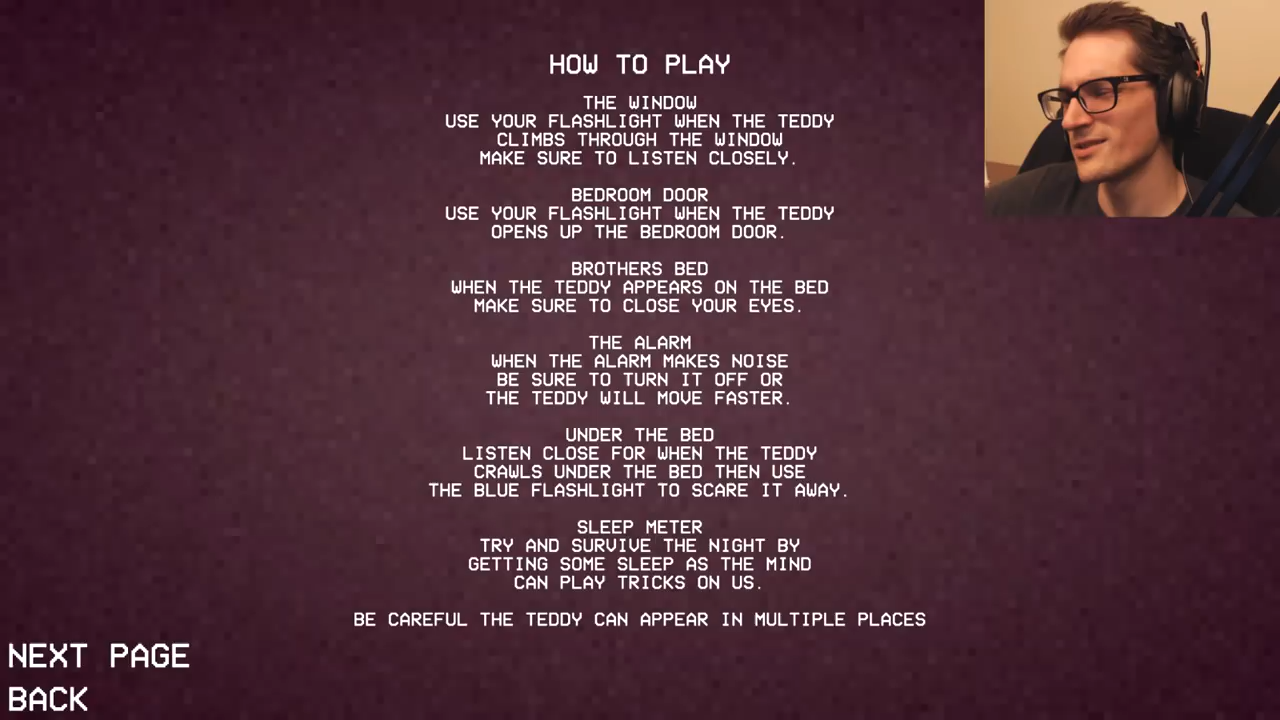 HOW TO PLAY
THE WINDOW
USE YOUR FLASHLIGHT WHEN THE TEDDY
CLIMBS THROUGH THE WINDOW
MAKE SURE TO LISTEN CLOSELY.
BEDROOM DOOR
USE YOUR FLASHLIGHT WHEN THE TEDDY
OPENS UP THE BEDROOM DOOR.
BROTHERS BED
WHEN THE TEDDY APPEARS ON THE BED
MAKE SURE TO CLOSE YOUR EYES.
THE ALARM
WHEN THE ALARM MAKES NOISE
BE SURE TO TURN IT OFF OR
THE TEDDY WILL MOVE FASTER.
UNDER THE BED
LISTEN CLOSE FOR WHEN THE TEDDY
CRAWLS UNDER THE BED THEN USE
THE BLUE FLASHLIGHT TO SCARE IT AWAY.
SLEEP METER
TRY AND SURVIVE THE NIGHT BY
GETTING SOME SLEEP AS THE MIND
CAN PLAY TRICKS ON US.
BE CAREFUL THE TEDDY CAN APPEAR IN MULTIPLE PLACES
NEXT PAGE
BACK